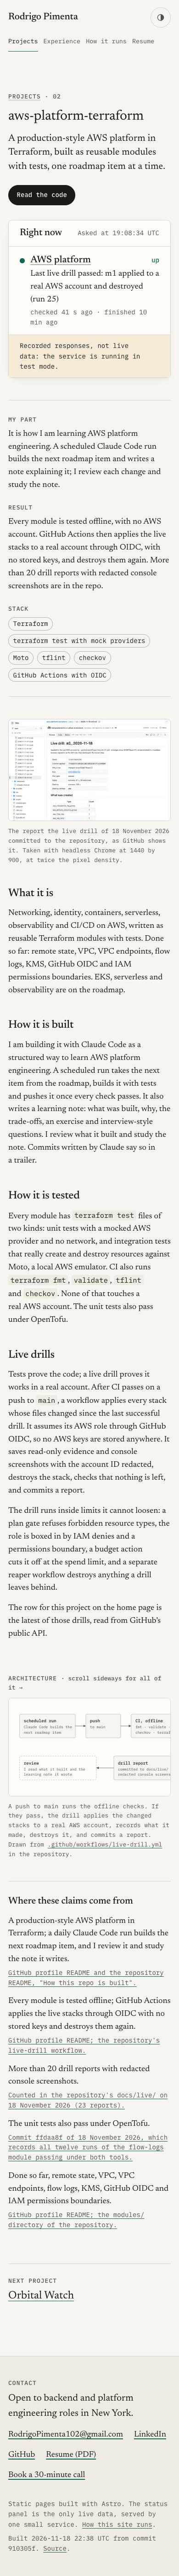 Rodrigo Pimenta
Projects Experience How it runs Resume
PROJECTS · 02
aws-platform-terraform
A production-style AWS platform in
Terraform, built as reusable modules
with tests, one roadmap item at a time.
Read the code
Right now Asked at 19:08:34 UTC
AWS platform up
Last live drill passed: m1 applied to a
real AWS account and destroyed
(run 25)
checked 41 s ago · finished 10
min ago
Recorded responses, not live
data: the service is running in
test mode.
MY PART
It is how I am learning AWS platform
engineering. A scheduled Claude Code run
builds the next roadmap item and writes a
note explaining it; I review each change and
study the note.
RESULT
Every module is tested offline, with no AWS
account. GitHub Actions then applies the live
stacks to a real account through OIDC, with
no stored keys, and destroys them again. More
than 20 drill reports with redacted console
screenshots are in the repo.
STACK
Terraform
terraform test with mock providers
Moto tflint checkov
GitHub Actions with OIDC
The report the live drill of 18 November 2026
committed to the repository, as GitHub shows
it. Taken with headless Chrome at 1440 by
900, at twice the pixel density.
What it is
Networking, identity, containers, serverless,
observability and CI/CD on AWS, written as
reusable Terraform modules with tests. Done
so far: remote state, VPC, VPC endpoints, flow
logs, KMS, GitHub OIDC and IAM
permissions boundaries. EKS, serverless and
observability are on the roadmap.
How it is built
I am building it with Claude Code as a
structured way to learn AWS platform
engineering. A scheduled run takes the next
item from the roadmap, builds it with tests
and pushes it once every check passes. It also
writes a learning note: what was built, why, the
trade-offs, an exercise and interview-style
questions. I review what it built and study the
note. Commits written by Claude say so in
a trailer.
How it is tested
Every module has terraform test files of
two kinds: unit tests with a mocked AWS
provider and no network, and integration tests
that really create and destroy resources against
Moto, a local AWS emulator. CI also runs
terraform fmt, validate, tflint
and checkov. None of that touches a
real AWS account. The unit tests also pass
under OpenTofu.
Live drills
Tests prove the code; a live drill proves it
works in a real account. After CI passes on a
push to main, a workflow applies every stack
whose files changed since the last successful
drill. It assumes its AWS role through GitHub
OIDC, so no AWS keys are stored anywhere. It
saves read-only evidence and console
screenshots with the account ID redacted,
destroys the stack, checks that nothing is left,
and commits a report.
The drill runs inside limits it cannot loosen: a
plan gate refuses forbidden resource types, the
role is boxed in by IAM denies and a
permissions boundary, a budget action
cuts it off at the spend limit, and a separate
reaper workflow destroys anything a drill
leaves behind.
The row for this project on the home page is
the latest of those drills, read from GitHub's
public API.
ARCHITECTURE - scroll sideways for all of
it →
scheduled run
Claude Code builds the
next roadmap item
push
to main
CI, offline
review
I read what it built and the
learning note it wrote
drill report
A push to main runs the offline checks. If
they pass, the drill applies the changed
stacks to a real AWS account, records what it
made, destroys it, and commits a report.
Drawn from .github/workflows/live-drill.yml
in the repository.
Where these claims come from
A production-style AWS platform in
Terraform; a daily Claude Code run builds the
next roadmap item, and I review it and study
the note it writes.
GitHub profile README and the repository
README, "How this repo is built".
Every module is tested offline; GitHub Actions
applies the live stacks through OIDC with no
stored keys and destroys them again.
GitHub profile README; the repository's
live-drill workflow.
More than 20 drill reports with redacted
console screenshots.
Counted in the repository's docs/live/ on
18 November 2026 (23 reports).
The unit tests also pass under OpenTofu.
Commit ffdaa8f of 18 November 2026, which
records all twelve runs of the flow-logs
module passing under both tools.
Done so far, remote state, VPC, VPC
endpoints, flow logs, KMS, GitHub OIDC and
IAM permissions boundaries.
GitHub profile README; the modules/
directory of the repository.
NEXT PROJECT
Orbital Watch
CONTACT
Open to backend and platform
engineering roles in New York.
RodrigoPimenta102@gmail.com LinkedIn
GitHub Resume (PDF)
Book a 30-minute call
Static pages built with Astro. The status
panel is the only live data, served by
one small service. How this site runs.
Built 2026-11-18 22:38 UTC from commit
910305f. Source.